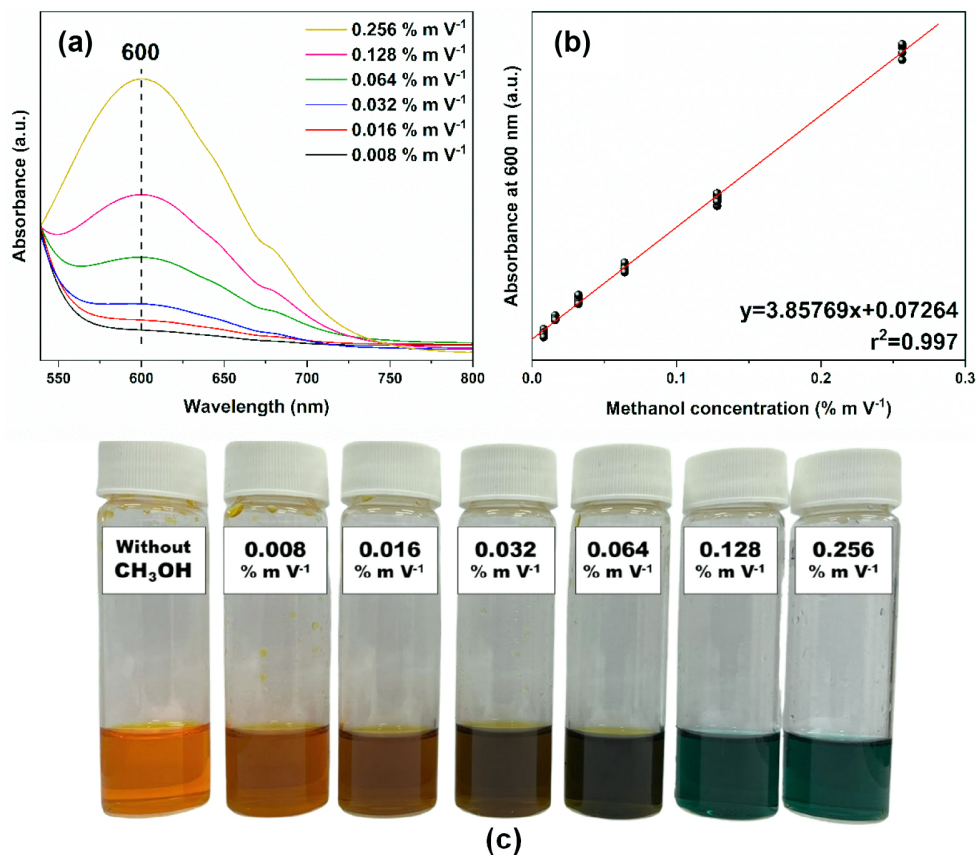 (a)
600
0.256 % m V⁻¹
0.128 % m V⁻¹
0.064 % m V⁻¹
0.032 % m V⁻¹
0.016 % m V⁻¹
0.008 % m V⁻¹
Absorbance (a.u.)
550
600
650
700
750
800
Wavelength (nm)
(b)
Absorbance at 600 nm (a.u.)
y=3.85769x+0.07264
r²=0.997
0.0
0.1
0.2
0.3
Methanol concentration (% m V⁻¹)
Without
CH₃OH
0.008
% m V⁻¹
0.016
% m V⁻¹
0.032
% m V⁻¹
0.064
% m V⁻¹
0.128
% m V⁻¹
0.256
% m V⁻¹
(c)